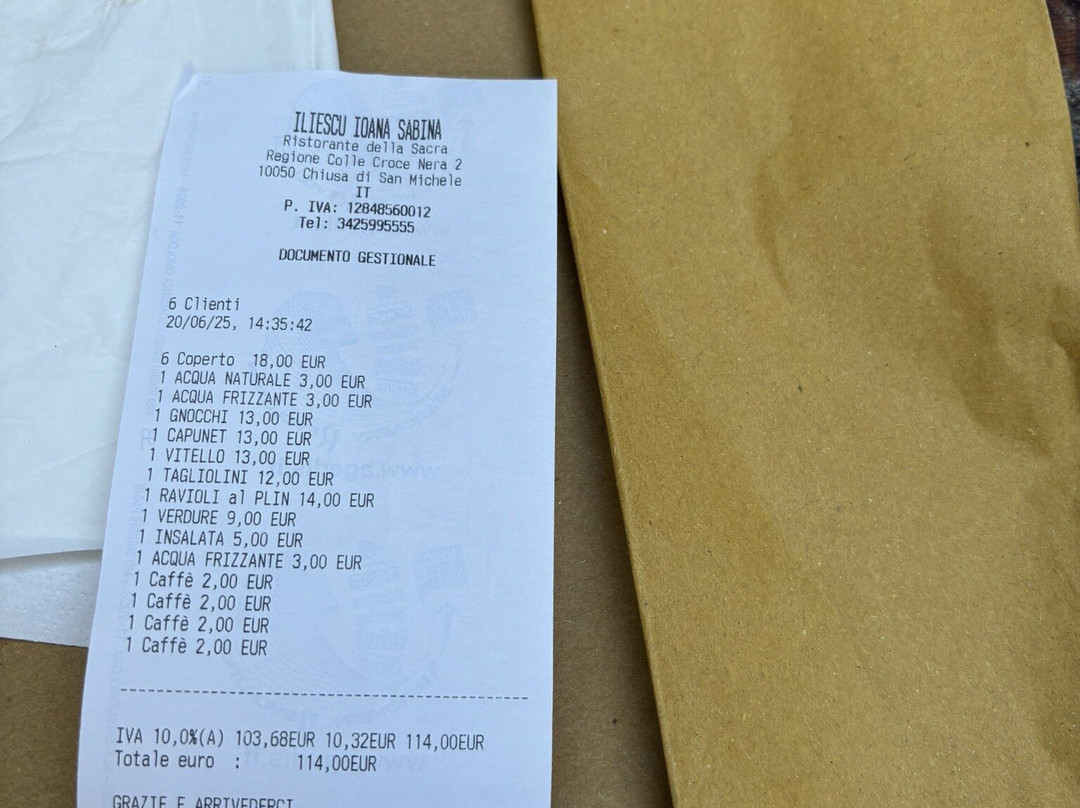 ILIESCU IOANA SABINA
Ristorante della Sacra
Regione Colle Croce Nera 2
10050 Chiusa di San Michele
IT
P. IVA: 12848560012
Tel: 3425995555
DOCUMENTO GESTIONALE
6 Clienti
20/06/25, 14:35:42
6 Coperto 18,00 EUR
1 ACQUA NATURALE 3,00 EUR
1 ACQUA FRIZZANTE 3,00 EUR
1 GNOCCHI 13,00 EUR
1 CAPUNET 13,00 EUR
1 VITELLO 13,00 EUR
1 TAGLIOLINI 12,00 EUR
1 RAVIOLI al PLIN 14,00 EUR
1 VERDURE 9,00 EUR
1 INSALATA 5,00 EUR
1 ACQUA FRIZZANTE 3,00 EUR
1 Caffè 2,00 EUR
1 Caffè 2,00 EUR
1 Caffè 2,00 EUR
1 Caffè 2,00 EUR
IVA 10,0%(A) 103,68EUR 10,32EUR 114,00EUR
Totale euro : 114,00EUR
GRAZIE E ARRIVEDERCI